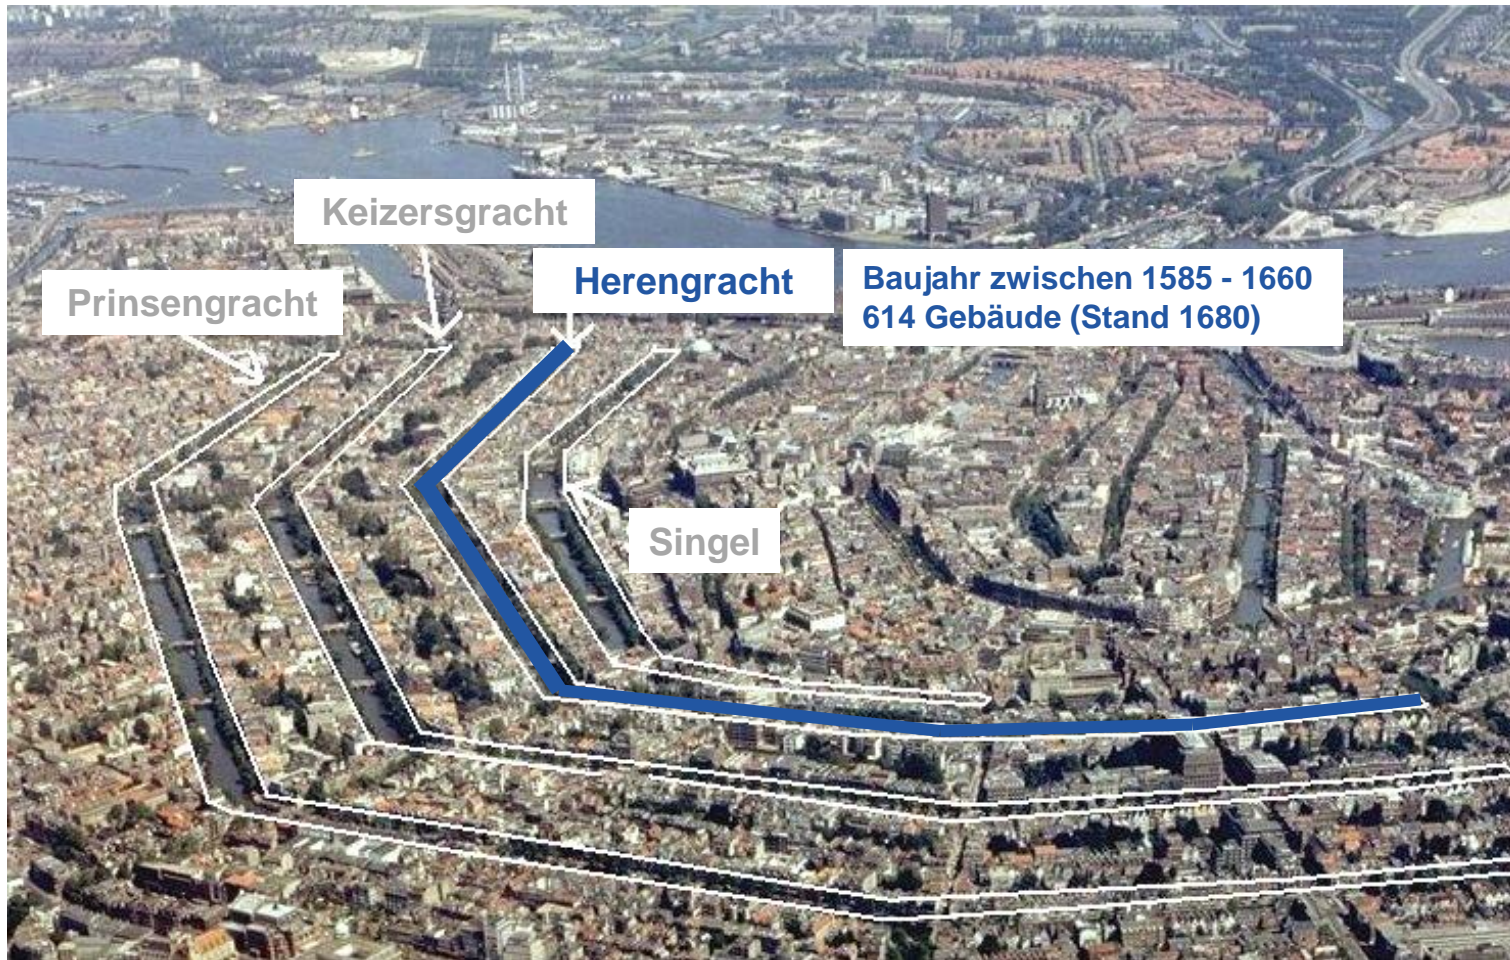 Keizersgracht
Prinsengracht
Herengracht
Baujahr zwischen 1585 - 1660
614 Gebäude (Stand 1680)
Singel